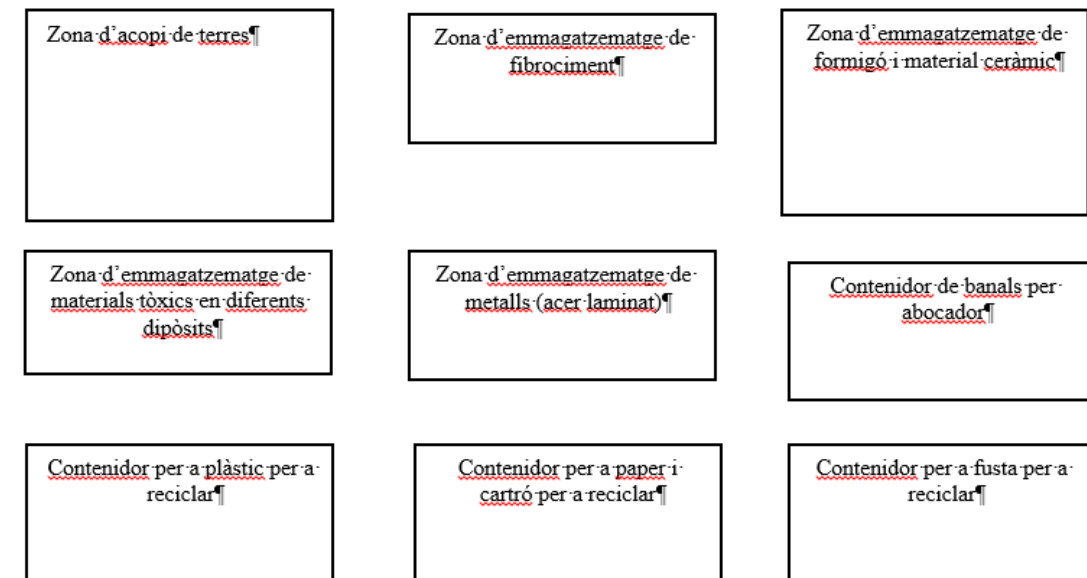 Zona d'acopi de terres¶
Zona d'emmagatzematge de
fibrociment¶
Zona d'emmagatzematge de
formigó i material ceràmic¶
Zona d'emmagatzematge de
materials tòxics en diferents
dipòsits¶
Zona d'emmagatzematge de
metalls (acer laminat)¶
Contenidor de banals per
abocador¶
Contenidor per a plàstic per a
reciclar¶
Contenidor per a paper i
cartró per a reciclar¶
Contenidor per a fusta per a
reciclar¶